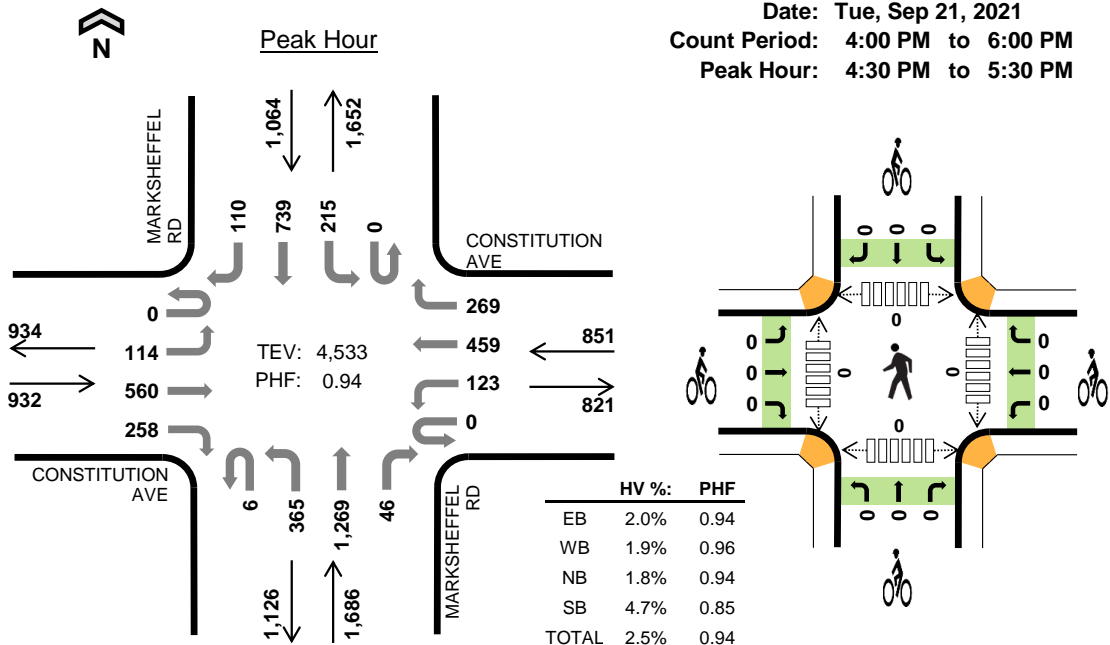 N
Peak Hour
Date: Tue, Sep 21, 2021
Count Period: 4:00 PM to 6:00 PM
Peak Hour: 4:30 PM to 5:30 PM
MARKSHEFFEL
RD
1,064
1,652
110
739
215
0
CONSTITUTION
AVE
0
114
560
258
934
932
TEV: 4,533
PHF: 0.94
269
459
123
0
851
821
CONSTITUTION
AVE
6
365
1,269
46
MARKSHEFFEL
RD
1,126
1,686
HV %: PHF
EB 2.0% 0.94
WB 1.9% 0.96
NB 1.8% 0.94
SB 4.7% 0.85
TOTAL 2.5% 0.94
0 0 0
0
0
0
0
0
0
0
0
0
0
0 0 0